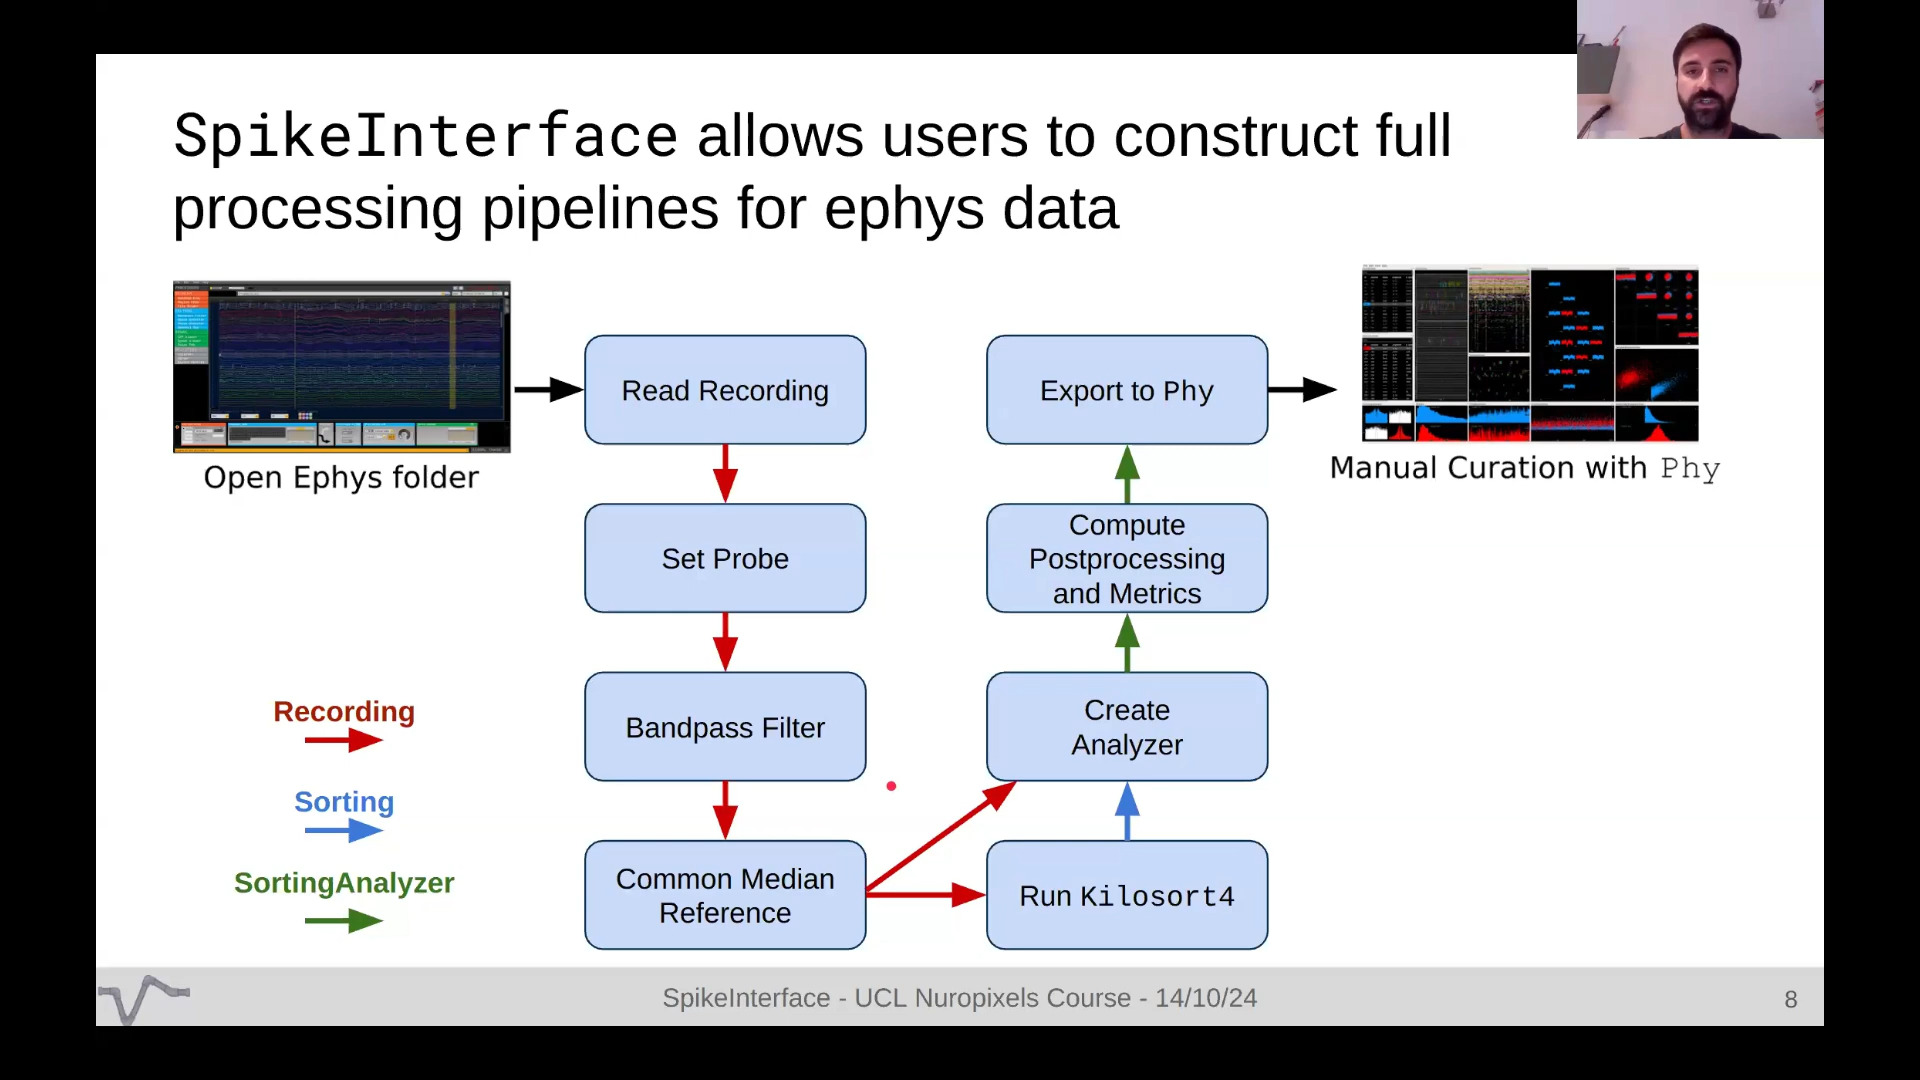 SpikeInterface allows users to construct full
processing pipelines for ephys data
Open Ephys folder
Read Recording
Set Probe
Bandpass Filter
Common Median
Reference
Export to Phy
Compute
Postprocessing
and Metrics
Create
Analyzer
Run Kilosort4
Manual Curation with Phy
Recording
Sorting
SortingAnalyzer
SpikeInterface - UCL Nuropixels Course - 14/10/24
8